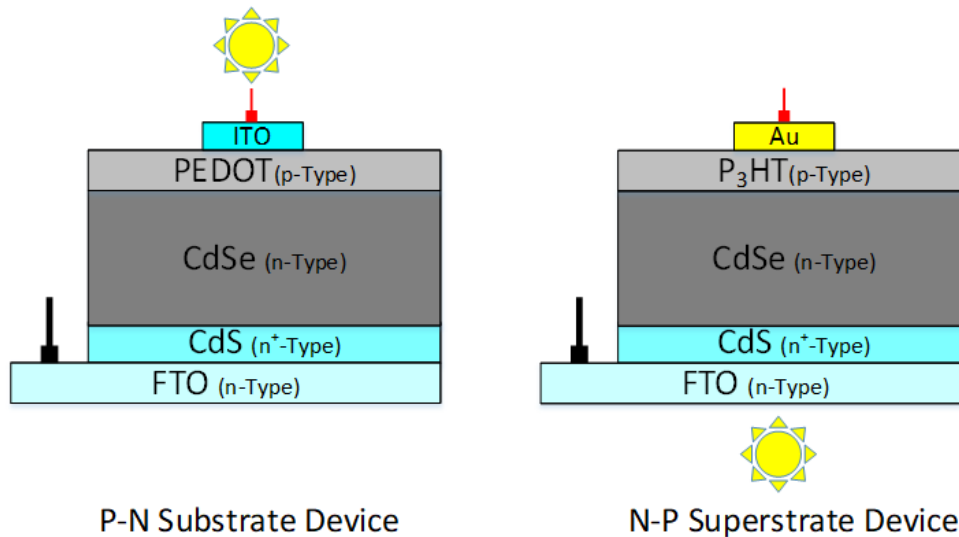 ITO
PEDOT(p-Type)
CdSe (n-Type)
CdS (n⁺-Type)
FTO (n-Type)
P-N Substrate Device
Au
P₃HT(p-Type)
CdSe (n-Type)
CdS (n⁺-Type)
FTO (n-Type)
N-P Superstrate Device